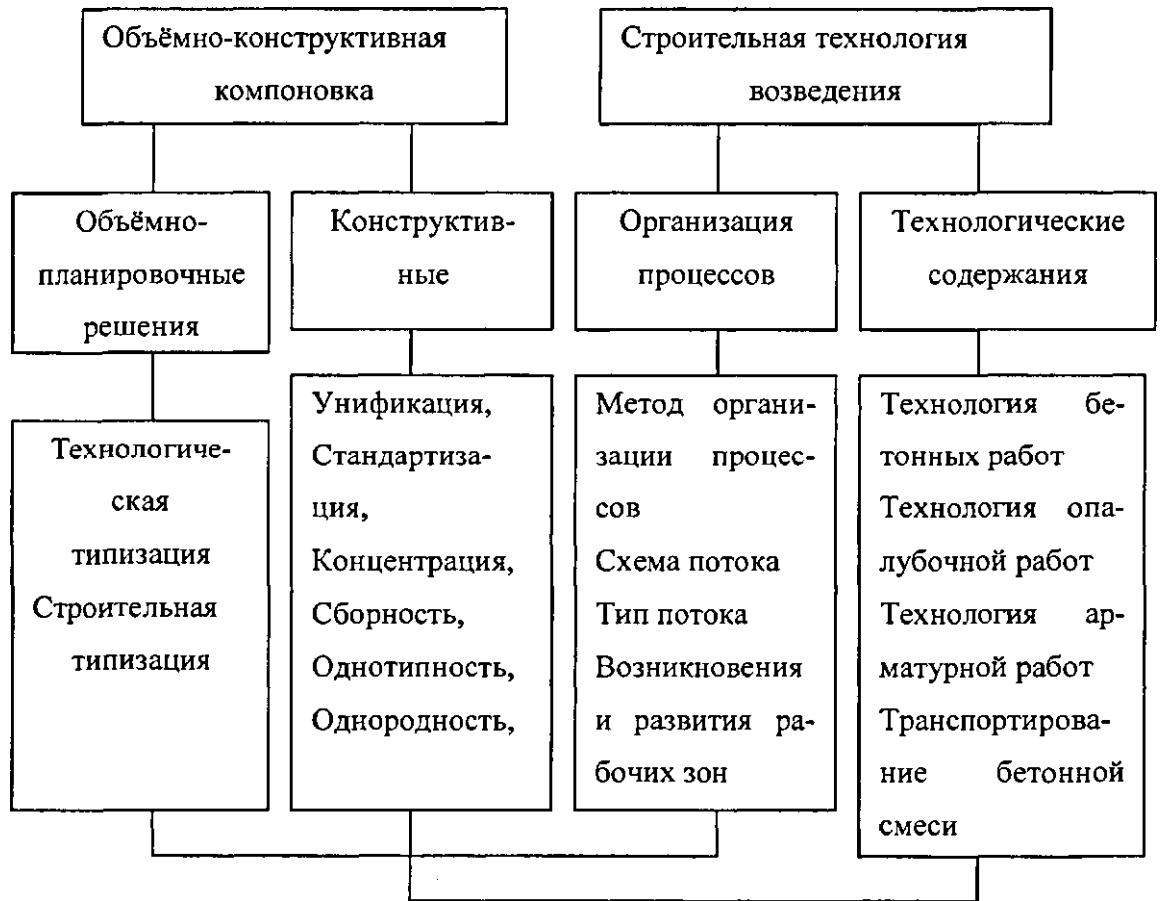 Объёмно-конструктивная
компоновка
Строительная технология
возведения
Объёмно-
планировочные
решения
Конструктив-
ные
Организация
процессов
Технологические
содержания
Технологиче-
ская
типизация
Строительная
типизация
Унификация,
Стандартиза-
ция,
Концентрация,
Сборность,
Однотипность,
Однородность,
Метод органи-
зации процес-
сов
Схема потока
Тип потока
Возникновения
и развития ра-
бочих зон
Технология бе-
тонных работ
Технология опа-
лубочной работ
Технология ар-
матурной работ
Транспортирова-
ние бетонной
смеси